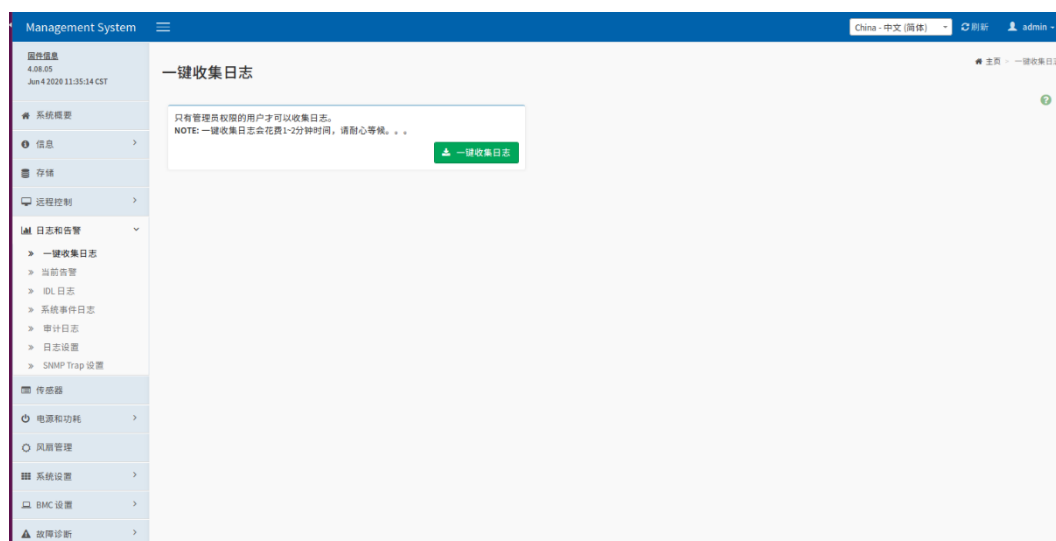 Management System
China - 中文 (简体)
刷新
admin
固件信息
4.08.05
Jun 4 2020 11:35:14 CST
一键收集日志
主页 > 一键收集日志
只有管理员权限的用户才可以收集日志。
NOTE: 一键收集日志会花费1~2分钟时间，请耐心等候。。。
一键收集日志
系统概要
信息
存储
远程控制
日志和告警
» 一键收集日志
» 当前告警
» IDL 日志
» 系统事件日志
» 审计日志
» 日志设置
» SNMP Trap 设置
传感器
电源和功耗
风扇管理
系统设置
BMC 设置
故障诊断